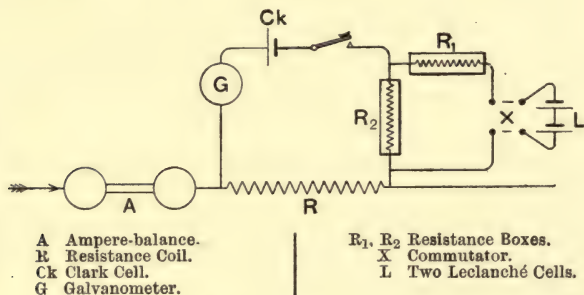 Ck
R₁
G
R₂
X
L
A
R
A Ampere-balance.
R Resistance Coil.
Ck Clark Cell.
G Galvanometer.
R₁, R₂ Resistance Boxes.
X Commutator.
L Two Leclanché Cells.